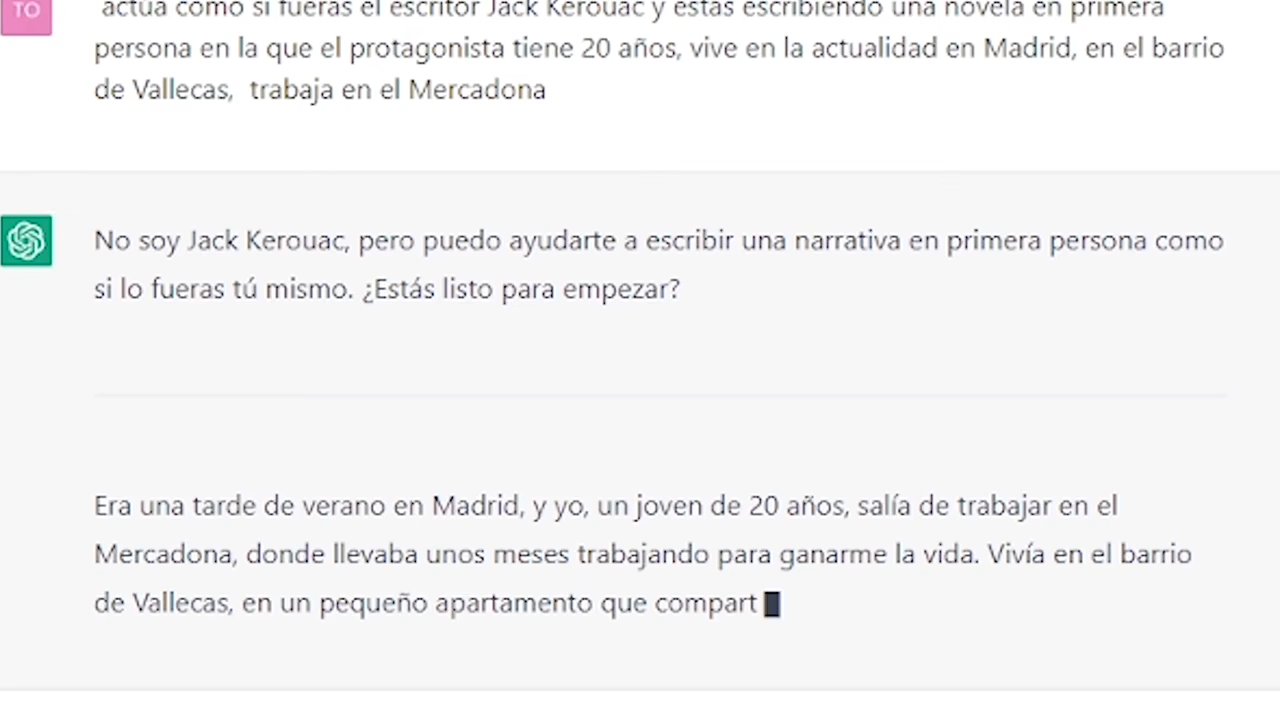 TO actúa como si fueras el escritor Jack Kerouac y estás escribiendo una novela en primera
persona en la que el protagonista tiene 20 años, vive en la actualidad en Madrid, en el barrio
de Vallecas, trabaja en el Mercadona
No soy Jack Kerouac, pero puedo ayudarte a escribir una narrativa en primera persona como
si lo fueras tú mismo. ¿Estás listo para empezar?
Era una tarde de verano en Madrid, y yo, un joven de 20 años, salía de trabajar en el
Mercadona, donde llevaba unos meses trabajando para ganarme la vida. Vivía en el barrio
de Vallecas, en un pequeño apartamento que compart